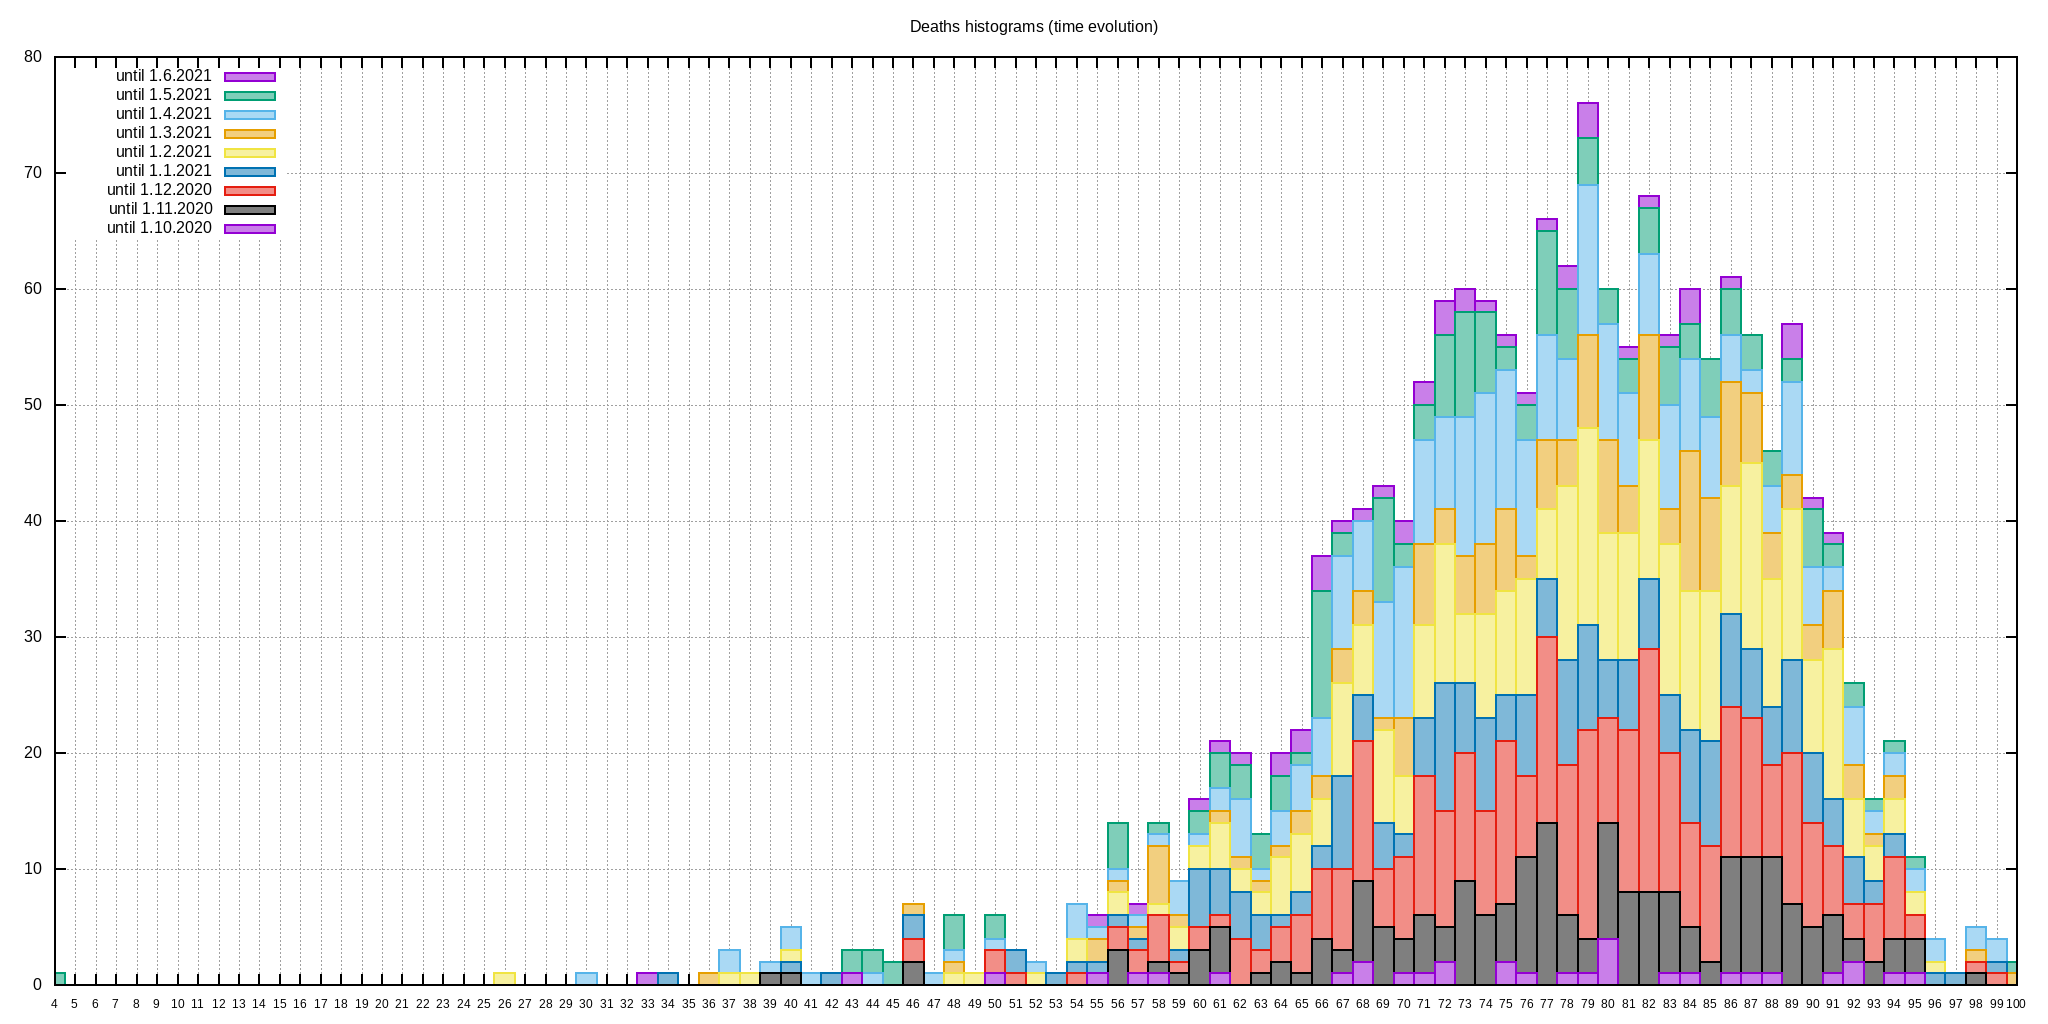 Deaths histograms (time evolution)
80
70
60
50
40
30
20
10
0
until 1.6.2021
until 1.5.2021
until 1.4.2021
until 1.3.2021
until 1.2.2021
until 1.1.2021
until 1.12.2020
until 1.11.2020
until 1.10.2020
4 5 6 7 8 9 10 11 12 13 14 15 16 17 18 19 20 21 22 23 24 25 26 27 28 29 30 31 32 33 34 35 36 37 38 39 40 41 42 43 44 45 46 47 48 49 50 51 52 53 54 55 56 57 58 59 60 61 62 63 64 65 66 67 68 69 70 71 72 73 74 75 76 77 78 79 80 81 82 83 84 85 86 87 88 89 90 91 92 93 94 95 96 97 98 99 100